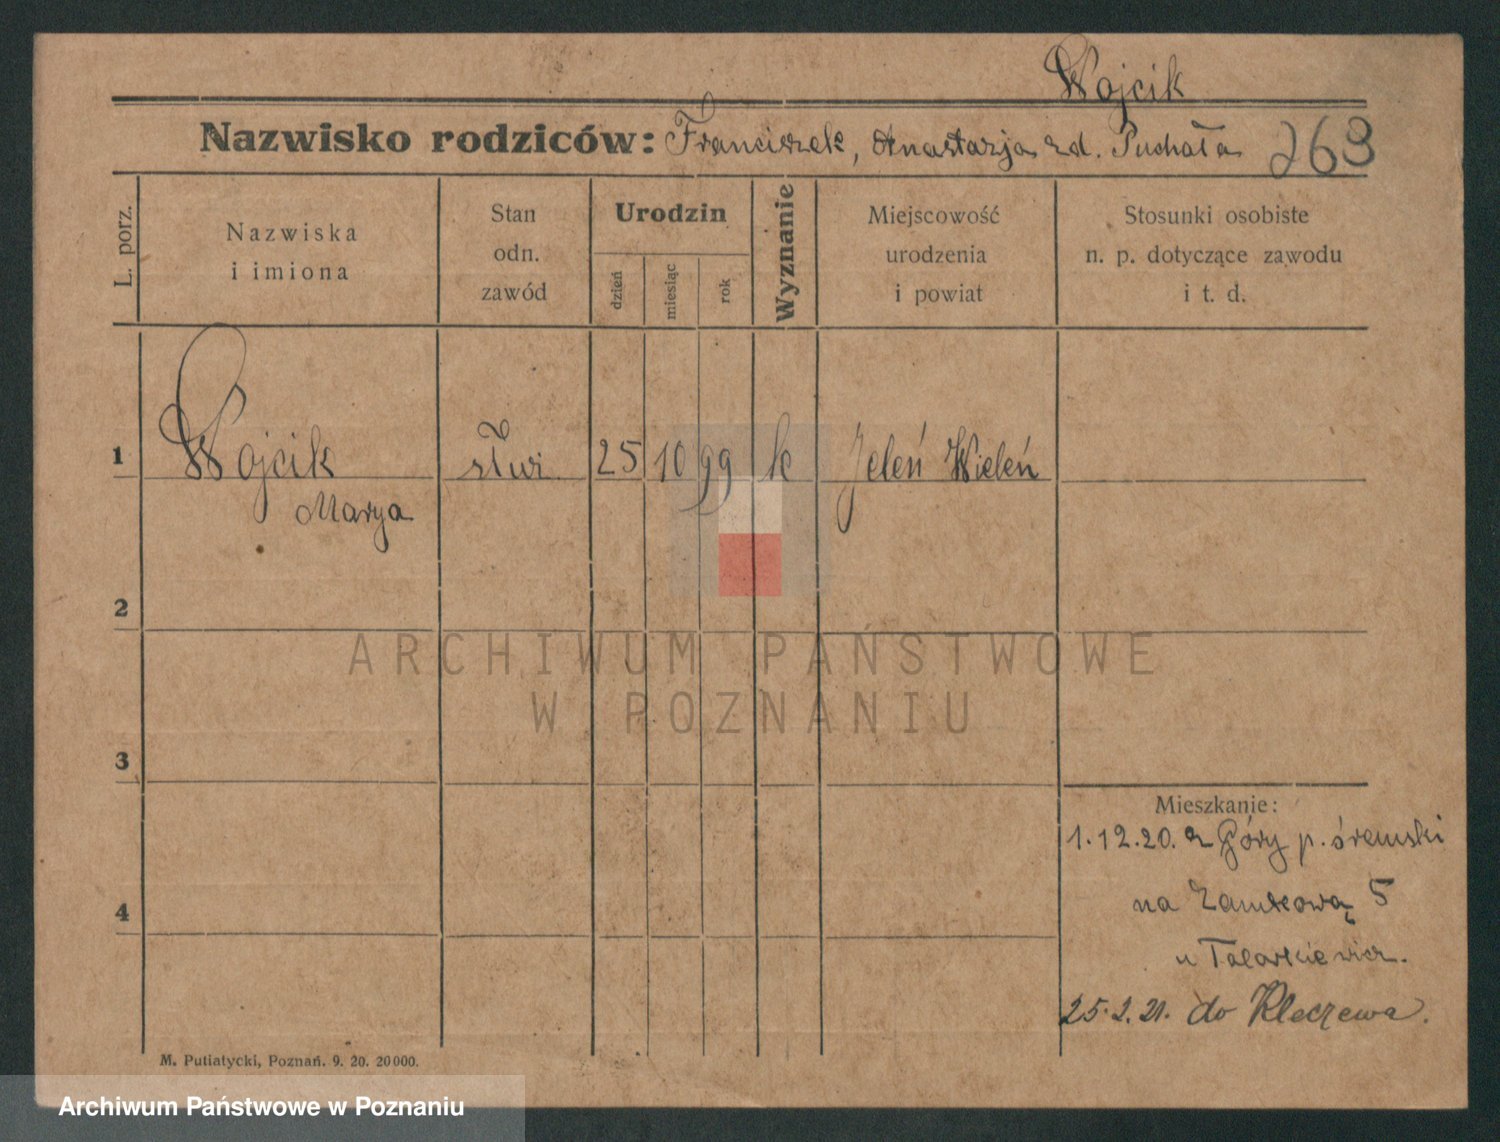 Wojcik
Nazwisko rodziców: Franciszek, Anastazja zd. Puchała 263
L. porz.
Nazwiska i imiona
Stan odn. zawód
Urodzin
dzień
miesiąc
rok
Wyznanie
Miejscowość urodzenia i powiat
Stosunki osobiste n. p. dotyczące zawodu i t. d.
1 Wojcik służ. 25 10 99 k Jeleń Wieleń
Marya
2
ARCHIWUM PAŃSTWOWE
W POZNANIU
3
Mieszkanie:
1.12.20. z Góry p. śremski
4
na Zamkową 5
u Talarkiewicz.
25.2.21. do Kleczewa.
M. Putiatycki, Poznań. 9. 20. 20000.
Archiwum Państwowe w Poznaniu